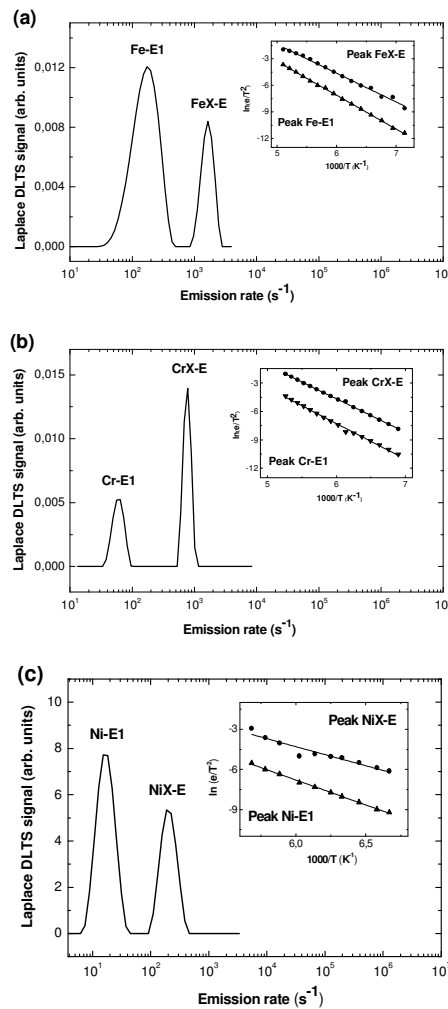 (a)
Laplace DLTS signal (arb. units)
0,012
0,008
0,004
0,000
Fe-E1
FeX-E
10¹ 10² 10³ 10⁴ 10⁵ 10⁶ 10⁷
Emission rate (s⁻¹)
ln(e/T²)
-3
-6
-9
-12
Peak FeX-E
Peak Fe-E1
5 6 7
1000/T (K⁻¹)
(b)
Laplace DLTS signal (arb. units)
0,015
0,010
0,005
0,000
CrX-E
Cr-E1
10¹ 10² 10³ 10⁴ 10⁵ 10⁶ 10⁷
Emission rate (s⁻¹)
ln(e/T²)
-3
-6
-9
-12
Peak CrX-E
Peak Cr-E1
5 6 7
1000/T (K⁻¹)
(c)
Laplace DLTS signal (arb. units)
10
8
6
4
2
0
Ni-E1
NiX-E
10¹ 10² 10³ 10⁴ 10⁵ 10⁶ 10⁷
Emission rate (s⁻¹)
ln (e/T²)
-3
-6
-9
Peak NiX-E
Peak Ni-E1
6,0 6,5
1000/T (K⁻¹)